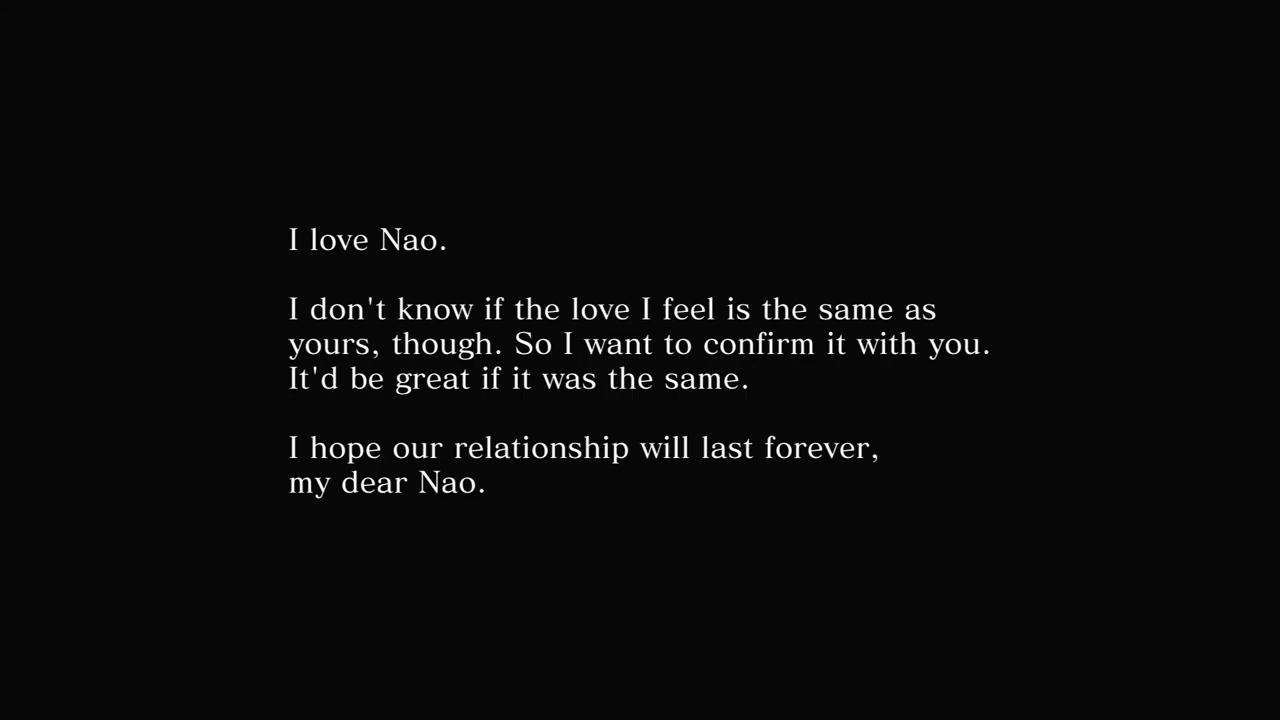 I love Nao.
I don't know if the love I feel is the same as
yours, though. So I want to confirm it with you.
It'd be great if it was the same.
I hope our relationship will last forever,
my dear Nao.